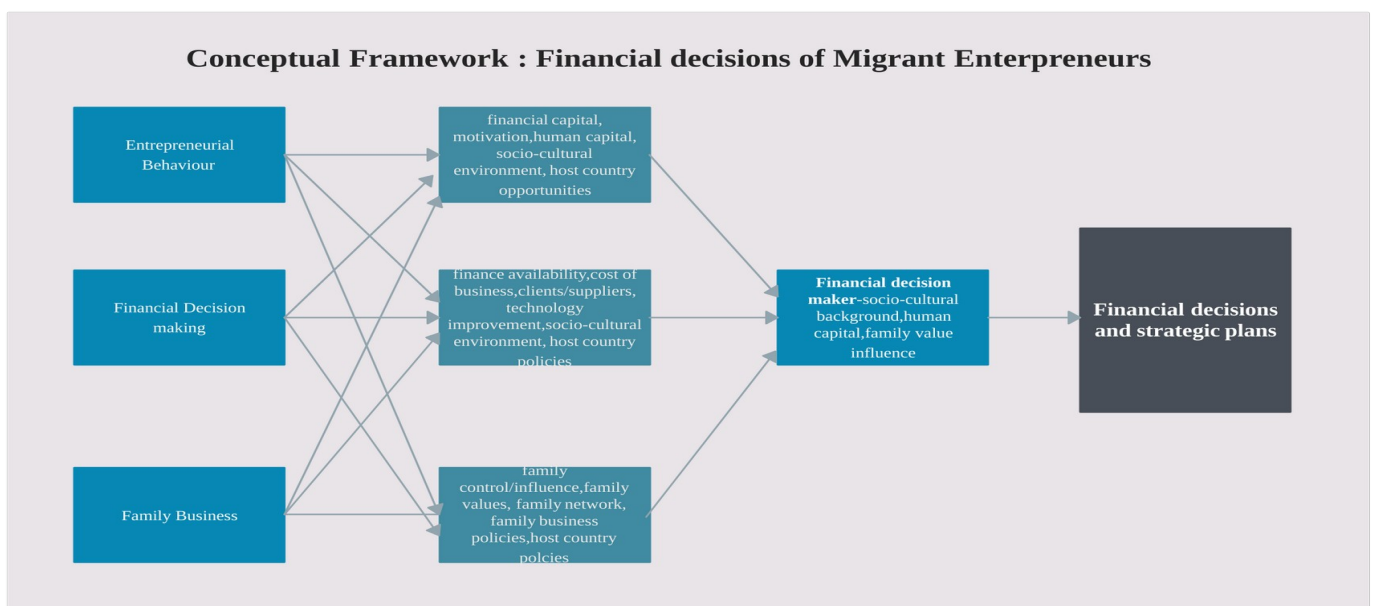 Conceptual Framework : Financial decisions of Migrant Enterpreneurs
Entrepreneurial
Behaviour
financial capital,
motivation,human capital,
socio-cultural
environment, host country
opportunities
Financial Decision
making
finance availability,cost of
business,clients/suppliers,
technology
improvement,socio-cultural
environment, host country
policies
Financial decision
maker-socio-cultural
background,human
capital,family value
influence
Financial decisions
and strategic plans
Family Business
family
control/influence,family
values, family network,
family business
policies,host country
polcies